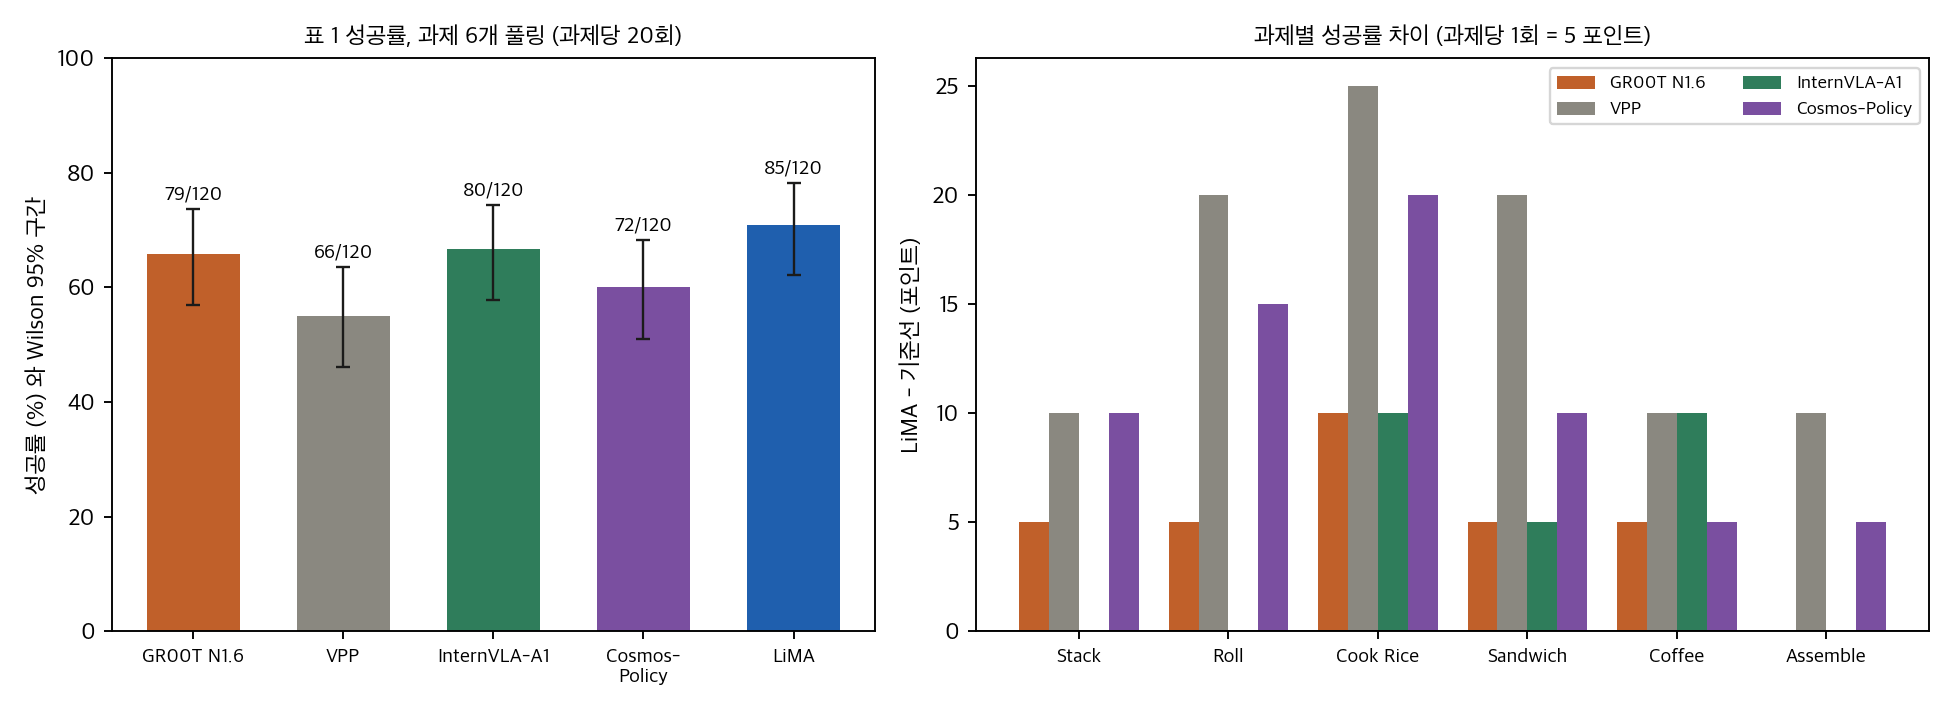 표 1 성공률, 과제 6개 풀링 (과제당 20회)
성공률 (%) 와 Wilson 95% 구간
100
80
60
40
20
0
79/120
66/120
80/120
72/120
85/120
GR00T N1.6
VPP
InternVLA-A1
Cosmos-
Policy
LiMA
과제별 성공률 차이 (과제당 1회 = 5 포인트)
LiMA - 기준선 (포인트)
25
20
15
10
5
0
GR00T N1.6
VPP
InternVLA-A1
Cosmos-Policy
Stack
Roll
Cook Rice
Sandwich
Coffee
Assemble